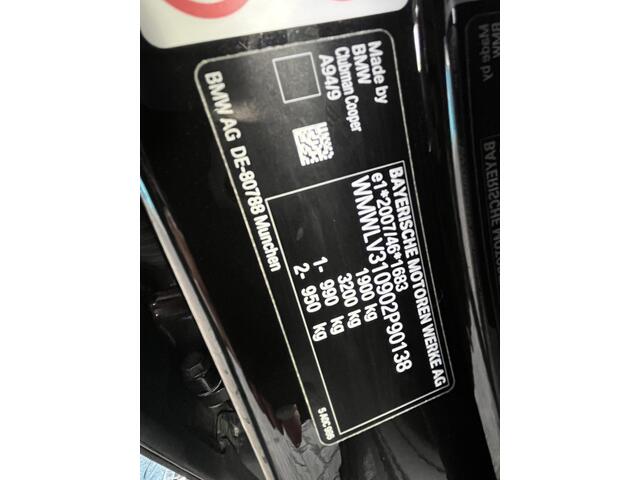 BAYERISCHE MOTOREN WERKE AG
e1*2007/46*1683
WMWLV310902P90138
1900 kg
3200 kg
1- 990 kg
2- 950 kg
Made by
BMW
Clubman Cooper
A94/9
BMW AG DE-80788 Munchen